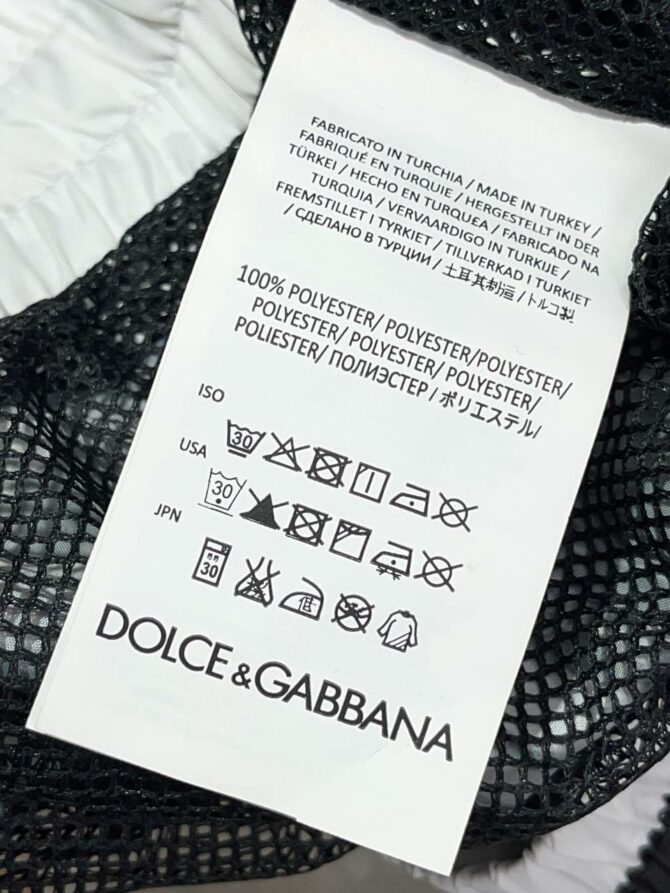 FABRICATO IN TURCHIA / MADE IN TURKEY /
FABRIQUÉ EN TURQUIE / HERGESTELLT IN DER
TÜRKEI / HECHO EN TURQUÉA / FABRICADO NA
TURQUIA / VERVAARDIGO IN TURKIJE /
FREMSTILLET I TYRKIET / TILLVERKAD I TURKIET
/ СДЕЛАНО В ТУРЦИИ / 土耳其制造 / トルコ製
100% POLYESTER/ POLYESTER/POLYESTER/
POLYESTER/ POLYESTER/ POLYESTER/
POLIESTER/ ПОЛИЭСТЕР / ポリエステル/
ISO
30
USA
30
JPN
30 低
DOLCE&GABBANA